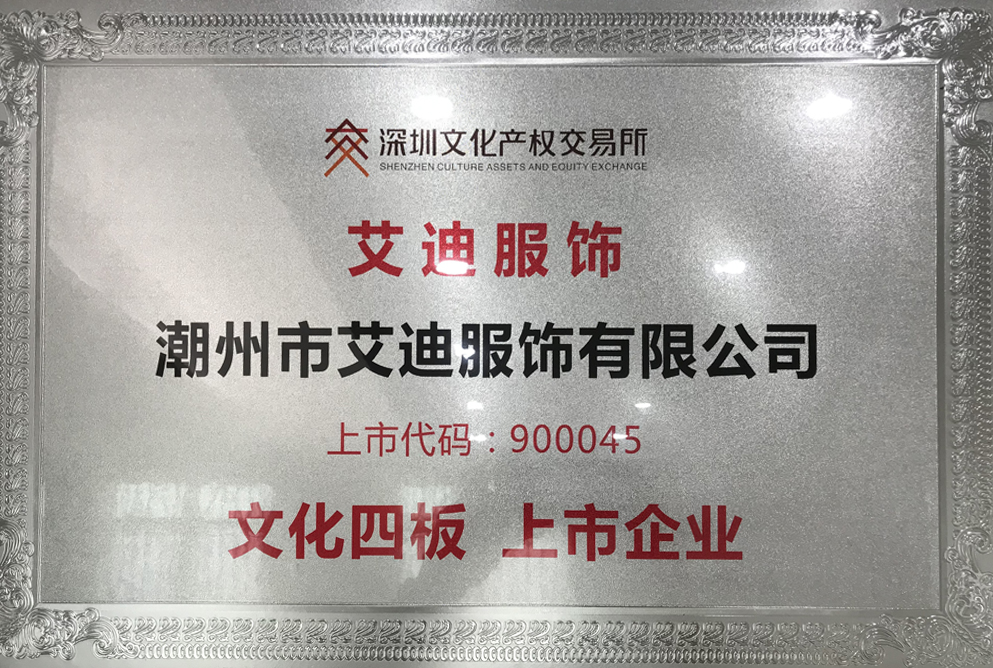 深圳文化产权交易所
SHENZHEN CULTURE ASSETS AND EQUITY EXCHANGE
艾迪服饰
潮州市艾迪服饰有限公司
上市代码：900045
文化四板 上市企业